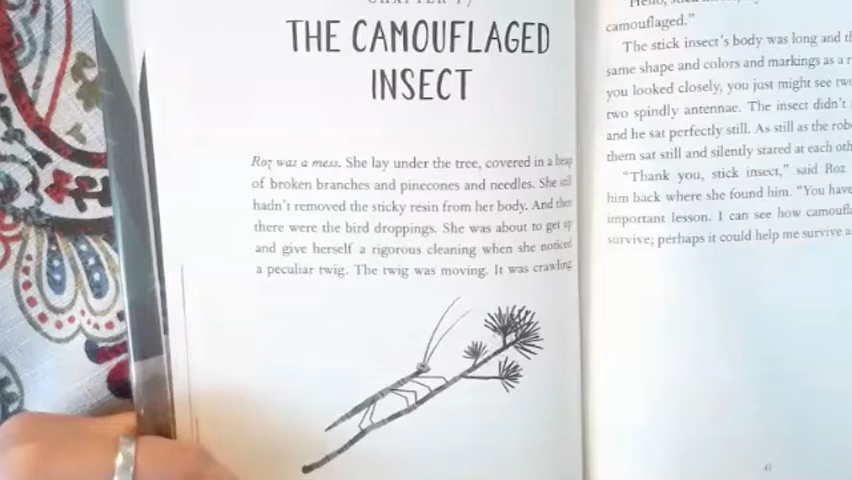 THE CAMOUFLAGED
INSECT
Roz was a mess. She lay under the tree, covered in a heap
of broken branches and pinecones and needles. She still
hadn't removed the sticky resin from her body. And then
there were the bird droppings. She was about to get up
and give herself a rigorous cleaning when she noticed
a peculiar twig. The twig was moving. It was crawling
camouflaged."
The stick insect's body was long and
same shape and colors and markings as a
you looked closely, you just might see
two spindly antennae. The insect didn't
and he sat perfectly still. As still as the
them sat still and silently stared at each
"Thank you, stick insect," said Roz
him back where she found him. "You have
important lesson. I can see how
survive; perhaps it could help me survive